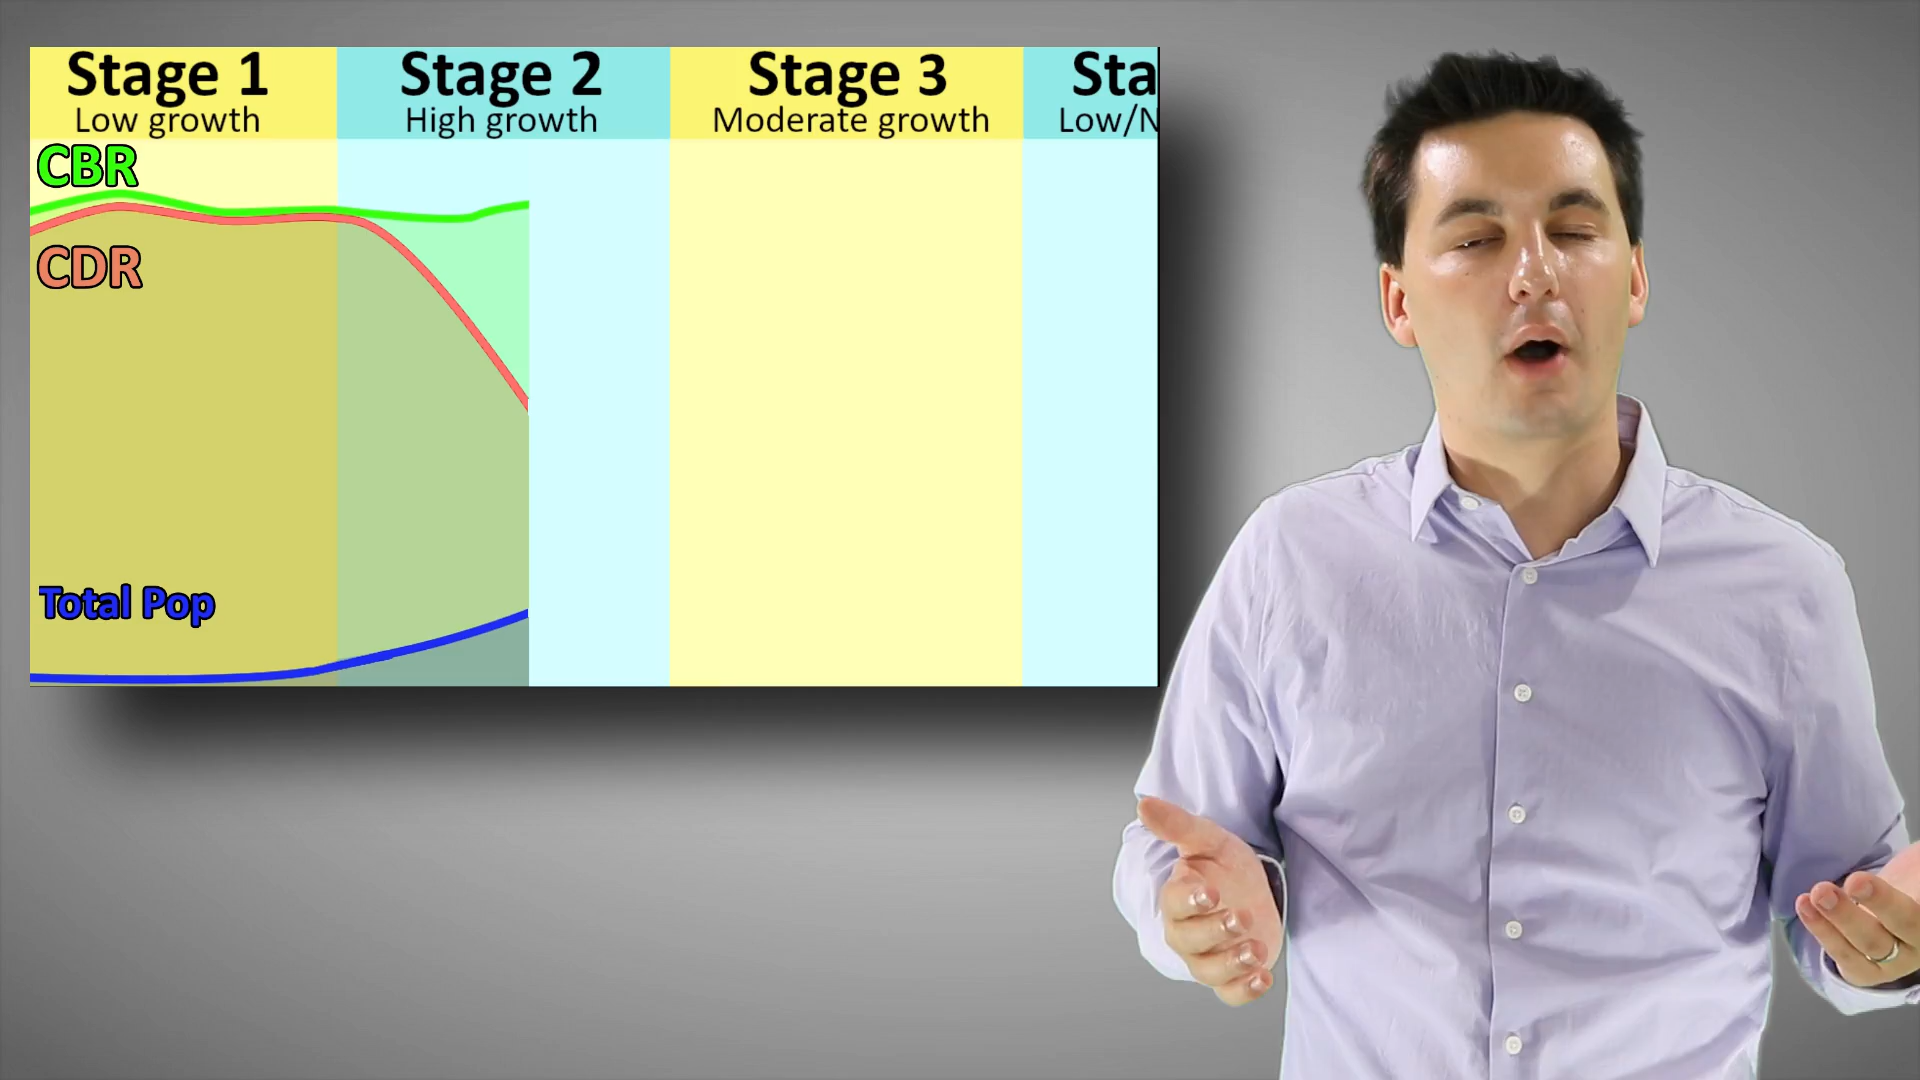 Stage 1
Low growth
Stage 2
High growth
Stage 3
Moderate growth
Sta
Low/N
CBR
CDR
Total Pop